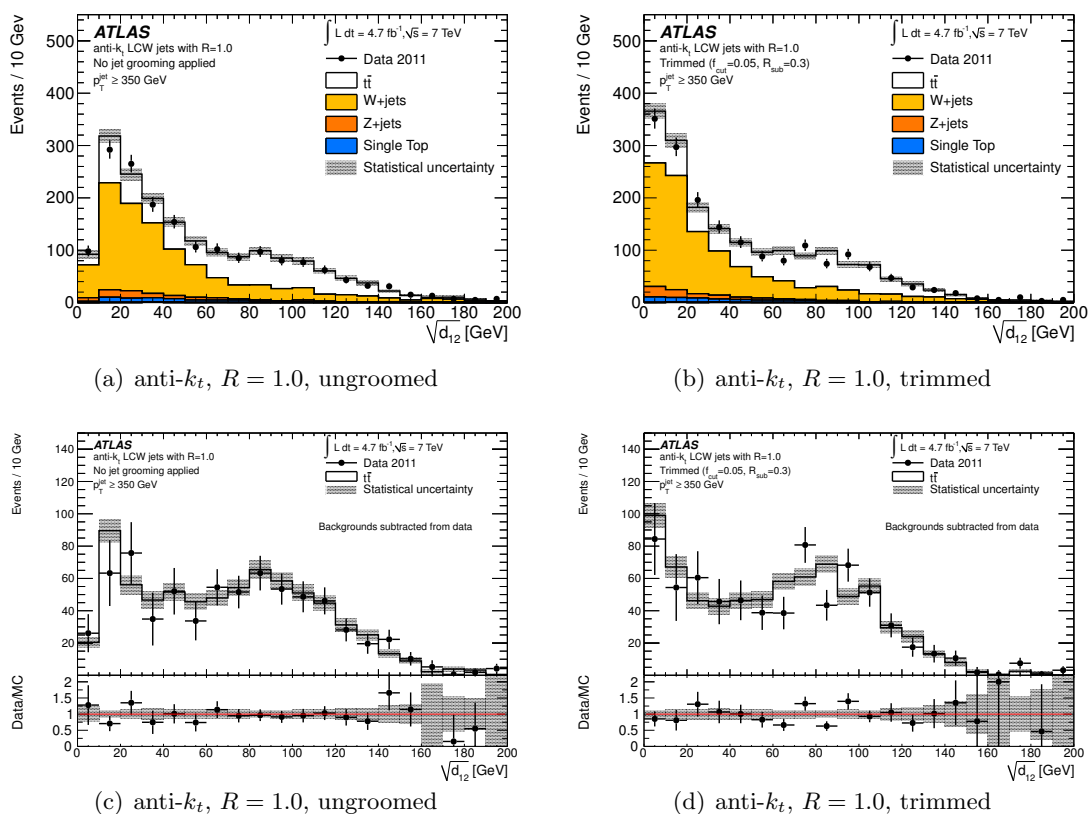 ATLAS
anti-kt LCW jets with R=1.0
No jet grooming applied
p_T^jet ≥ 350 GeV
∫ L dt = 4.7 fb⁻¹,√s = 7 TeV
Data 2011
tt̄
W+jets
Z+jets
Single Top
Statistical uncertainty
Events / 10 Gev
500
400
300
200
100
0
0 20 40 60 80 100 120 140 160 180 200
√d₁₂ [GeV]
(a) anti-kt, R = 1.0, ungroomed
ATLAS
anti-kt LCW jets with R=1.0
Trimmed (f_cut=0.05, R_sub=0.3)
p_T^jet ≥ 350 GeV
∫ L dt = 4.7 fb⁻¹,√s = 7 TeV
Data 2011
tt̄
W+jets
Z+jets
Single Top
Statistical uncertainty
Events / 10 Gev
500
400
300
200
100
0
0 20 40 60 80 100 120 140 160 180 200
√d₁₂ [GeV]
(b) anti-kt, R = 1.0, trimmed
ATLAS
anti-kt LCW jets with R=1.0
No jet grooming applied
p_T^jet ≥ 350 GeV
∫ L dt = 4.7 fb⁻¹,√s = 7 TeV
Data 2011
tt̄
Statistical uncertainty
Backgrounds subtracted from data
Events / 10 Gev
140
120
100
80
60
40
20
Data/MC
2
1.5
1
0.5
0
0 20 40 60 80 100 120 140 160 180 200
√d₁₂ [GeV]
(c) anti-kt, R = 1.0, ungroomed
ATLAS
anti-kt LCW jets with R=1.0
Trimmed (f_cut=0.05, R_sub=0.3)
p_T^jet ≥ 350 GeV
∫ L dt = 4.7 fb⁻¹,√s = 7 TeV
Data 2011
tt̄
Statistical uncertainty
Backgrounds subtracted from data
Events / 10 Gev
140
120
100
80
60
40
20
Data/MC
2
1.5
1
0.5
0
0 20 40 60 80 100 120 140 160 180 200
√d₁₂ [GeV]
(d) anti-kt, R = 1.0, trimmed